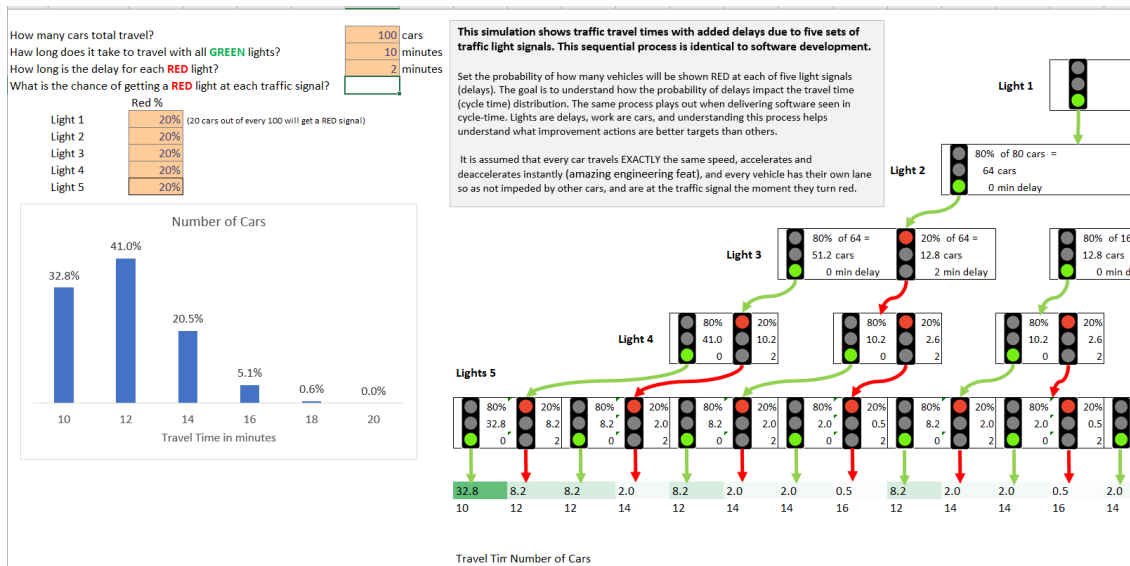 How many cars total travel? 100 cars
Haw long does it take to travel with all GREEN lights? 10 minutes
How long is the delay for each RED light? 2 minutes
What is the chance of getting a RED light at each traffic signal?
Red %
Light 1 20% (20 cars out of every 100 will get a RED signal)
Light 2 20%
Light 3 20%
Light 4 20%
Light 5 20%
Number of Cars
41.0%
32.8%
20.5%
5.1%
0.6%
0.0%
10 12 14 16 18 20
Travel Time in minutes
This simulation shows traffic travel times with added delays due to five sets of
traffic light signals. This sequential process is identical to software development.
Set the probability of how many vehicles will be shown RED at each of five light signals
(delays). The goal is to understand how the probability of delays impact the travel time
(cycle time) distribution. The same process plays out when delivering software seen in
cycle-time. Lights are delays, work are cars, and understanding this process helps
understand what improvement actions are better targets than others.
It is assumed that every car travels EXACTLY the same speed, accelerates and
deaccelerates instantly (amazing engineering feat), and every vehicle has their own lane
so as not impeded by other cars, and are at the traffic signal the moment they turn red.
Light 1
Light 2
80% of 80 cars =
64 cars
0 min delay
Light 3
80% of 64 = 20% of 64 = 80% of 16
51.2 cars 12.8 cars 12.8 cars
0 min delay 2 min delay 0 min d
Light 4
80% 20% 80% 20% 80% 20%
41.0 10.2 10.2 2.6 10.2 2.6
0 2 0 2 0 2
Lights 5
80% 20% 80% 20% 80% 20% 80% 20% 80% 20% 80% 20%
32.8 8.2 8.2 2.0 8.2 2.0 2.0 0.5 8.2 2.0 2.0 0.5
0 2 0 2 0 2 0 2 0 2 0 2
32.8 8.2 8.2 2.0 8.2 2.0 2.0 0.5 8.2 2.0 2.0 0.5 2.0
10 12 12 14 12 14 14 16 12 14 14 16 14
Travel Tir Number of Cars